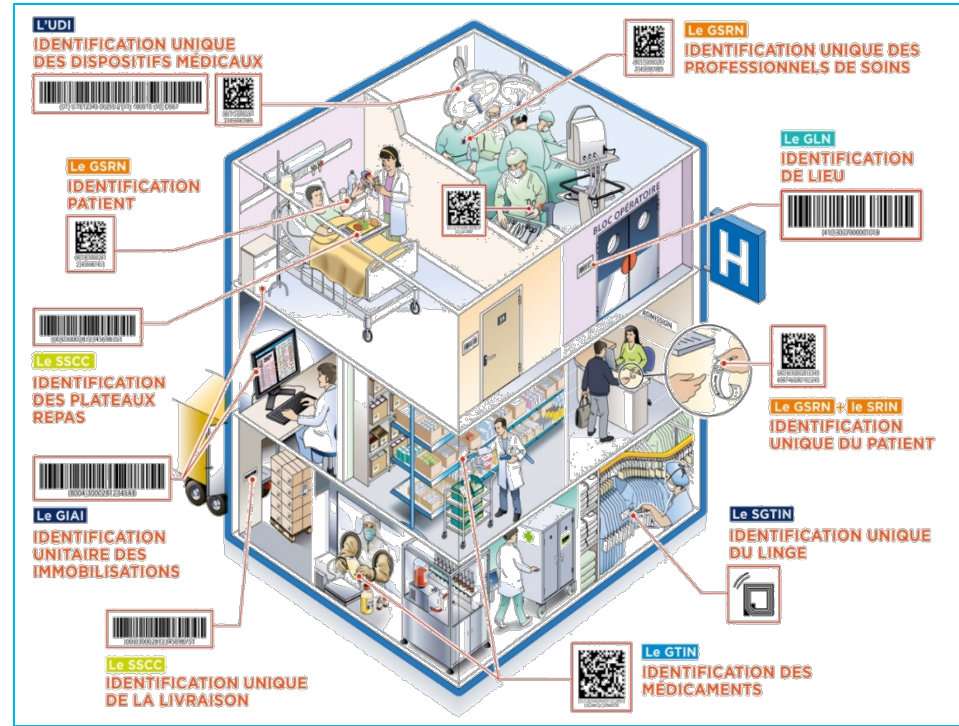 L'UDI
IDENTIFICATION UNIQUE
DES DISPOSITIFS MÉDICAUX
Le GSRN
IDENTIFICATION UNIQUE DES
PROFESSIONNELS DE SOINS
Le GSRN
IDENTIFICATION
PATIENT
Le GLN
IDENTIFICATION
DE LIEU
BLOC OPÉRATOIRE
H
Le SSCC
IDENTIFICATION
DES PLATEAUX
REPAS
Le GSRN + le SRIN
IDENTIFICATION
UNIQUE DU PATIENT
Le GIAI
IDENTIFICATION
UNITAIRE DES
IMMOBILISATIONS
Le SGTIN
IDENTIFICATION UNIQUE
DU LINGE
Le SSCC
IDENTIFICATION UNIQUE
DE LA LIVRAISON
Le GTIN
IDENTIFICATION DES
MÉDICAMENTS